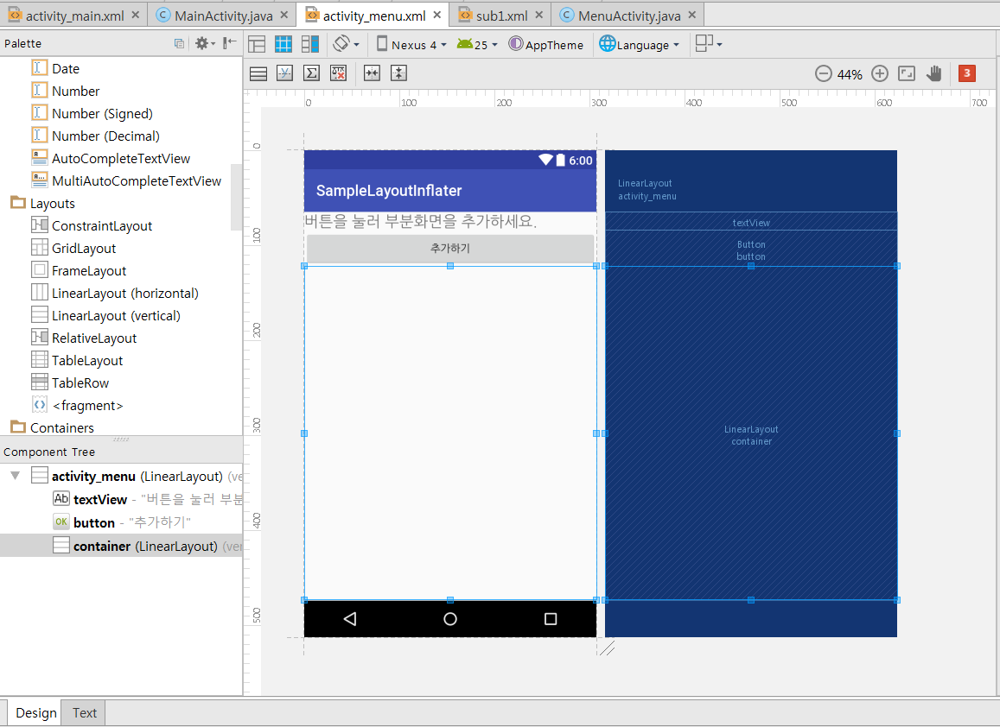 activity_main.xml
MainActivity.java
activity_menu.xml
sub1.xml
MenuActivity.java
Palette
Nexus 4
25
AppTheme
Language
44%
3
Date
Number
Number (Signed)
Number (Decimal)
AutoCompleteTextView
MultiAutoCompleteTextView
Layouts
ConstraintLayout
GridLayout
FrameLayout
LinearLayout (horizontal)
LinearLayout (vertical)
RelativeLayout
TableLayout
TableRow
<fragment>
Containers
Component Tree
activity_menu (LinearLayout) (ve
Ab textView - "버튼을 눌러 부분
OK button - "추가하기"
container (LinearLayout) (ver
0 100 200 300 400 500 600 700
0
100
200
300
400
500
6:00
SampleLayoutInflater
버튼을 눌러 부분화면을 추가하세요.
추가하기
LinearLayout
activity_menu
textView
Button
button
LinearLayout
container
Design
Text